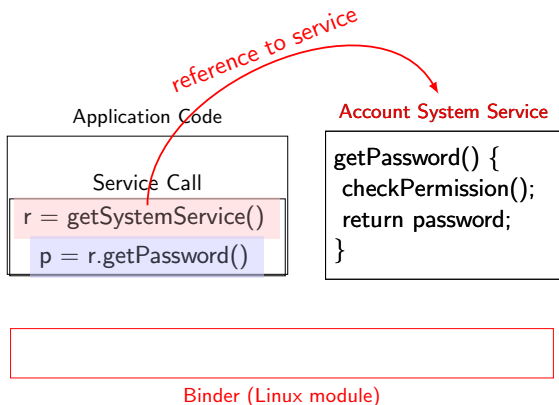 reference to service
Application Code
Account System Service
Service Call
r = getSystemService()
p = r.getPassword()
getPassword() {
checkPermission();
return password;
}
Binder (Linux module)